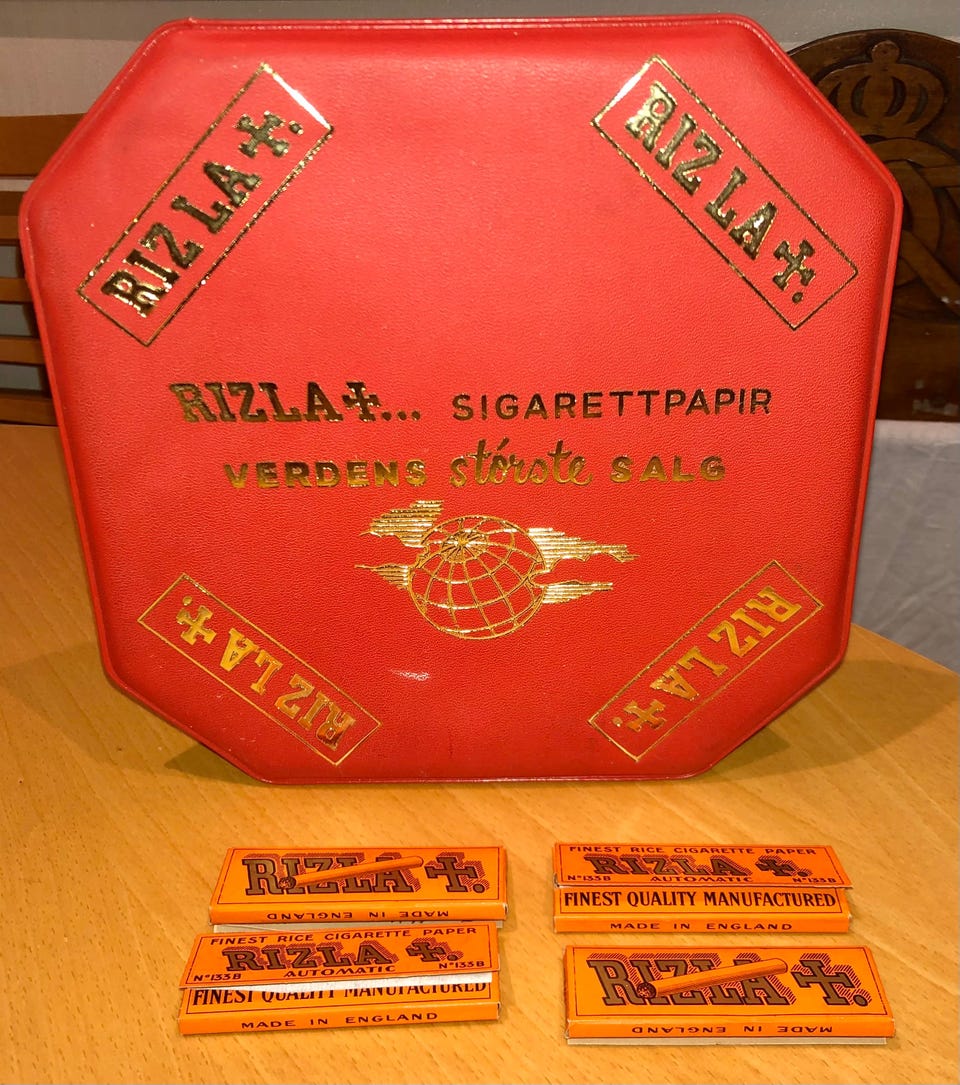 RIZLA+.
RIZLA+.
RIZLA+... SIGARETTPAPIR
VERDENS stórste SALG
RIZLA+.
RIZLA+.
RIZLA+.
MADE IN ENGLAND
FINEST RICE CIGARETTE PAPER
RIZLA+.
Nº133B AUTOMATIC Nº133B
FINEST QUALITY MANUFACTURED
MADE IN ENGLAND
FINEST RICE CIGARETTE PAPER
RIZLA+.
Nº133B AUTOMATIC Nº133B
FINEST QUALITY MANUFACTURED
MADE IN ENGLAND
RIZLA+.
MADE IN ENGLAND